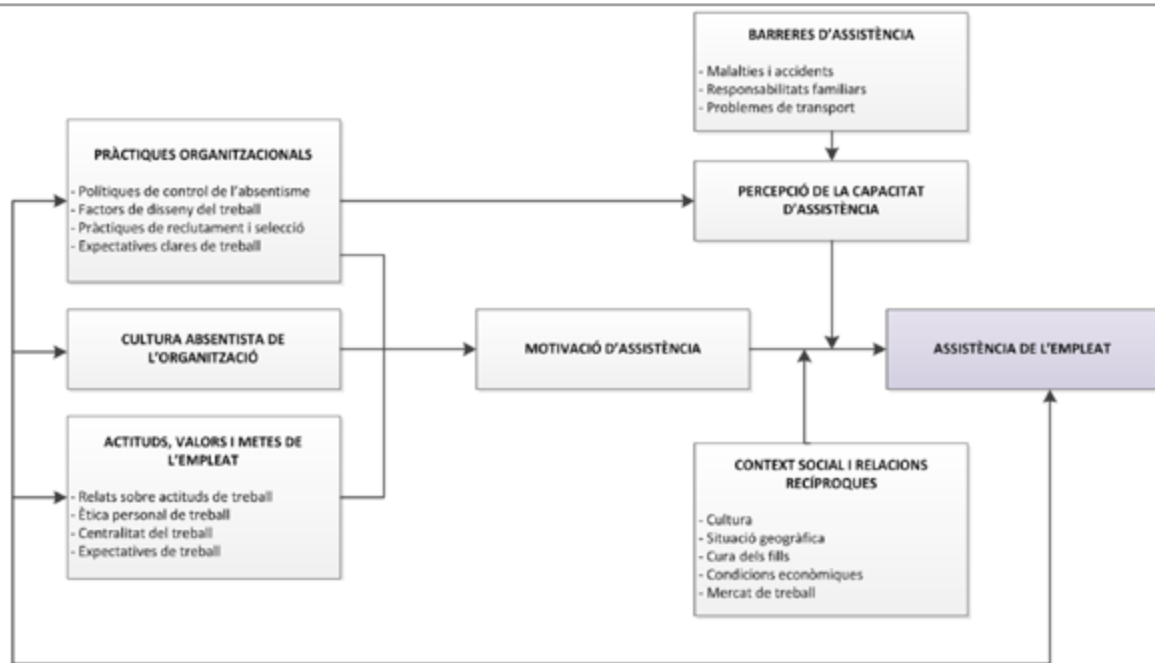 BARRERES D'ASSISTÈNCIA
- Malalties i accidents
- Responsabilitats familiars
- Problemes de transport
PRÀCTIQUES ORGANITZACIONALS
- Polítiques de control de l'absentisme
- Factors de disseny del treball
- Pràctiques de reclutament i selecció
- Expectatives clares de treball
PERCEPCIÓ DE LA CAPACITAT
D'ASSISTÈNCIA
CULTURA ABSENTISTA DE
L'ORGANITZACIÓ
MOTIVACIÓ D'ASSISTÈNCIA
ASSISTÈNCIA DE L'EMPLEAT
ACTITUDS, VALORS I METES DE
L'EMPLEAT
- Relats sobre actituds de treball
- Ètica personal de treball
- Centralitat del treball
- Expectatives de treball
CONTEXT SOCIAL I RELACIONS
RECÍPROQUES
- Cultura
- Situació geogràfica
- Cura dels fills
- Condicions econòmiques
- Mercat de treball